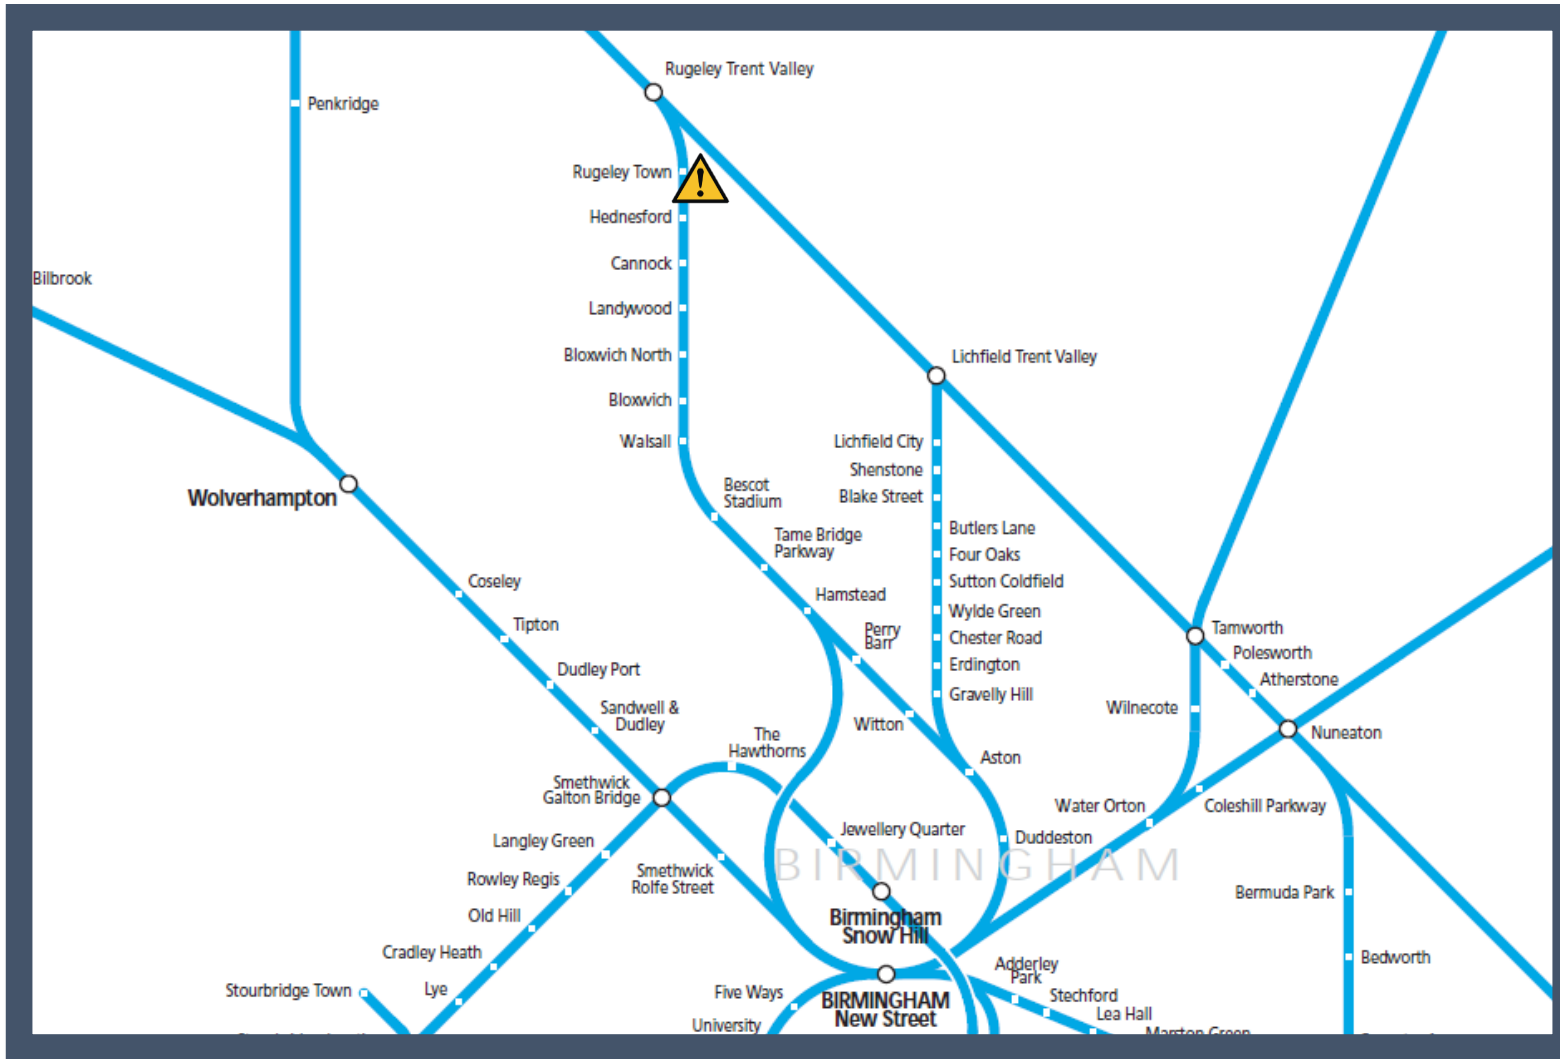 Rugeley Trent Valley
Penkridge
Rugeley Town
!
Hednesford
Cannock
Bilbrook
Landywood
Bloxwich North
Lichfield Trent Valley
Bloxwich
Walsall
Lichfield City
Shenstone
Wolverhampton
Bescot
Stadium
Blake Street
Butlers Lane
Tame Bridge
Parkway
Four Oaks
Coseley
Sutton Coldfield
Hamstead
Wylde Green
Tipton
Perry
Barr
Chester Road
Tamworth
Polesworth
Dudley Port
Erdington
Atherstone
Gravelly Hill
Sandwell &
Dudley
Witton
Wilnecote
The
Hawthorns
Nuneaton
Aston
Smethwick
Galton Bridge
Water Orton
Coleshill Parkway
Langley Green
Jewellery Quarter
Duddeston
BIRMINGHAM
Smethwick
Rolfe Street
Rowley Regis
Bermuda Park
Old Hill
Birmingham
Snow Hill
Cradley Heath
Adderley
Park
Bedworth
Stourbridge Town
Lye
Five Ways
BIRMINGHAM
New Street
Stechford
Lea Hall
University
Marston Green